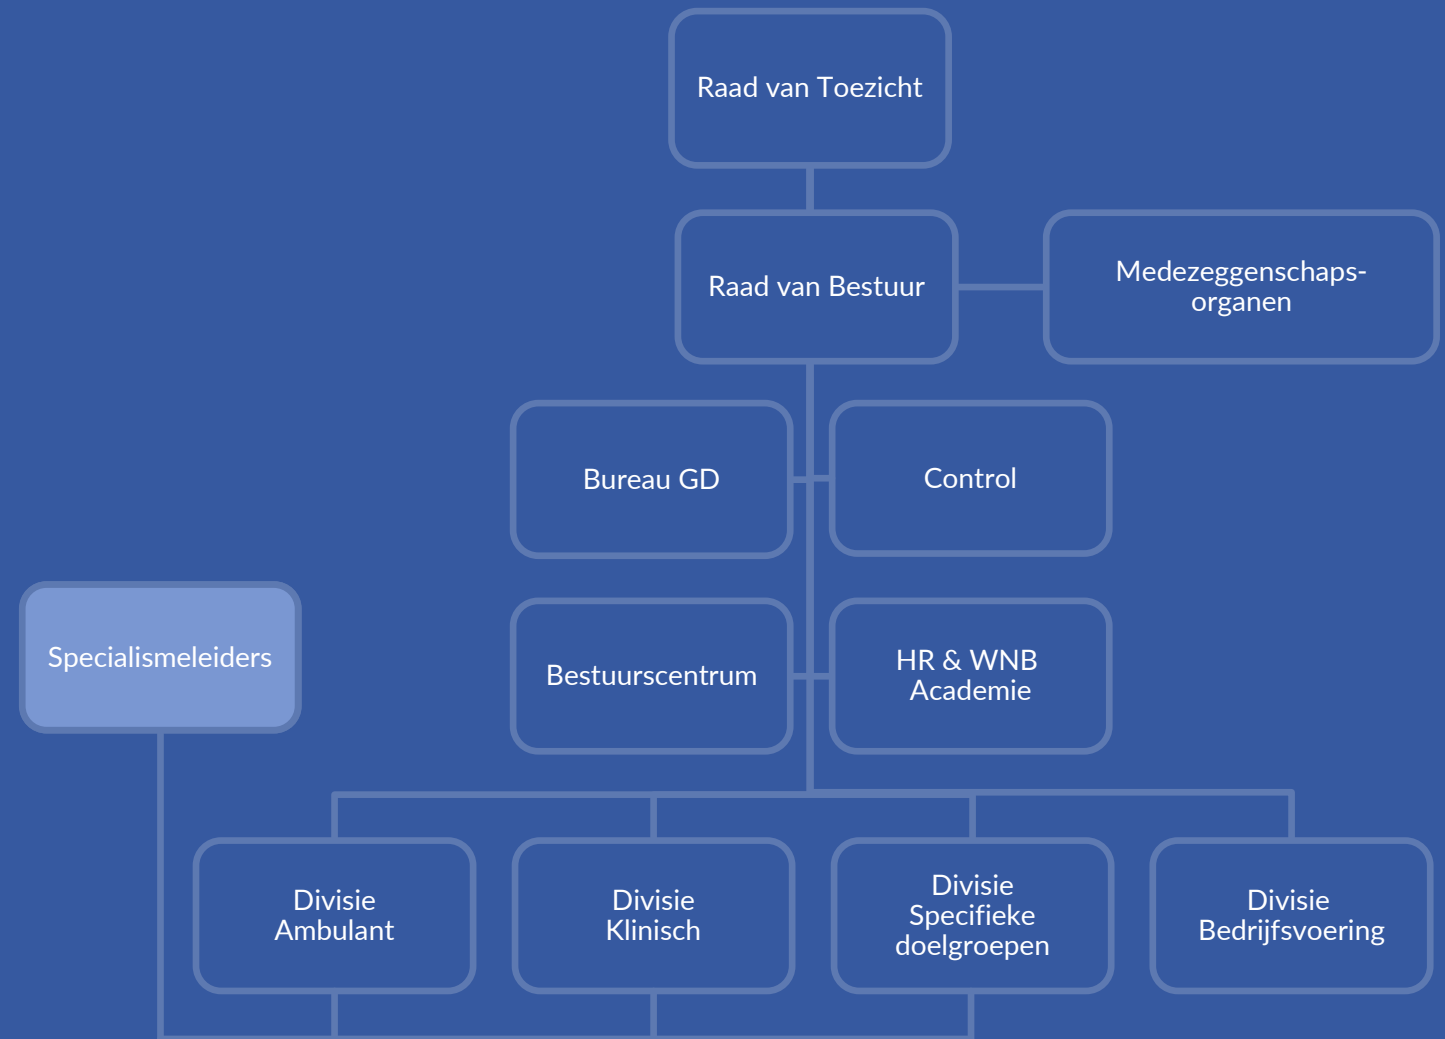 Raad van Toezicht
Raad van Bestuur
Medezeggenschaps-
organen
Bureau GD
Control
Specialismeleiders
Bestuurscentrum
HR & WNB
Academie
Divisie
Ambulant
Divisie
Klinisch
Divisie
Specifieke
doelgroepen
Divisie
Bedrijfsvoering